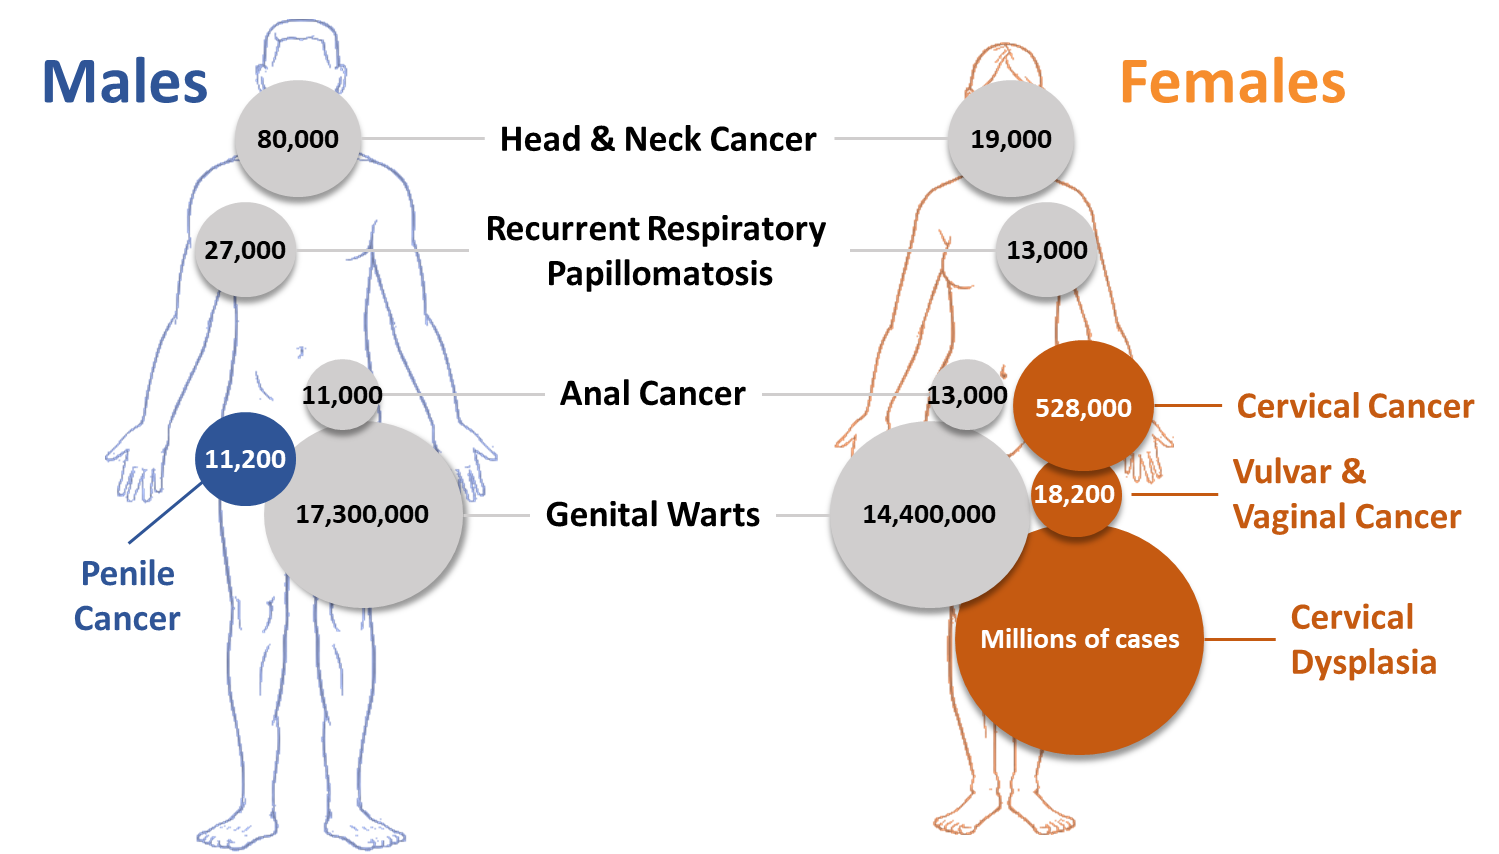 Males
Females
80,000
Head & Neck Cancer
19,000
27,000
Recurrent Respiratory
Papillomatosis
13,000
11,000
Anal Cancer
13,000
528,000
Cervical Cancer
11,200
18,200
Vulvar &
Vaginal Cancer
17,300,000
Genital Warts
14,400,000
Penile
Cancer
Millions of cases
Cervical
Dysplasia